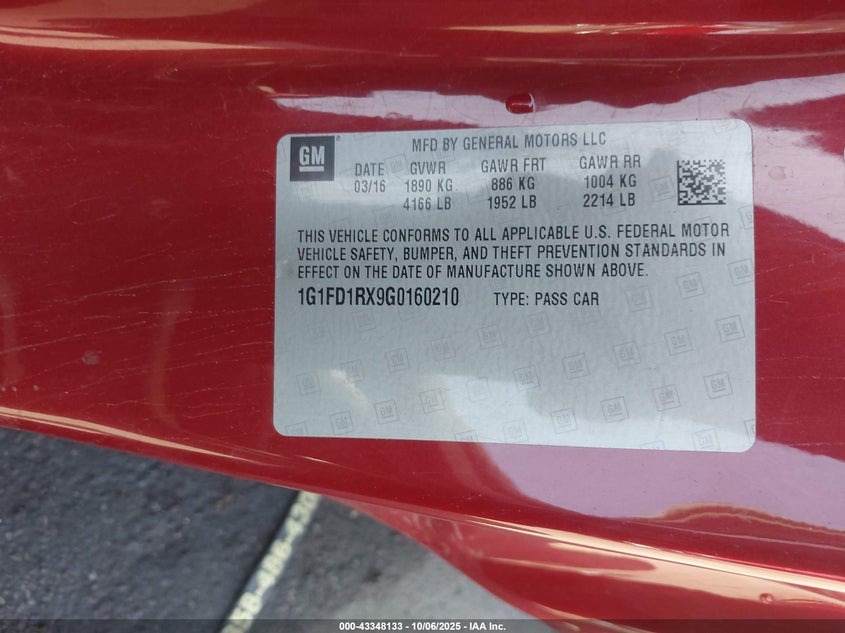 GM
MFD BY GENERAL MOTORS LLC
DATE GVWR GAWR FRT GAWR RR
03/16 1890 KG 886 KG 1004 KG
4166 LB 1952 LB 2214 LB
THIS VEHICLE CONFORMS TO ALL APPLICABLE U.S. FEDERAL MOTOR
VEHICLE SAFETY, BUMPER, AND THEFT PREVENTION STANDARDS IN
EFFECT ON THE DATE OF MANUFACTURE SHOWN ABOVE.
1G1FD1RX9G0160210 TYPE: PASS CAR
000-43348133 - 10/06/2025 - IAA Inc.